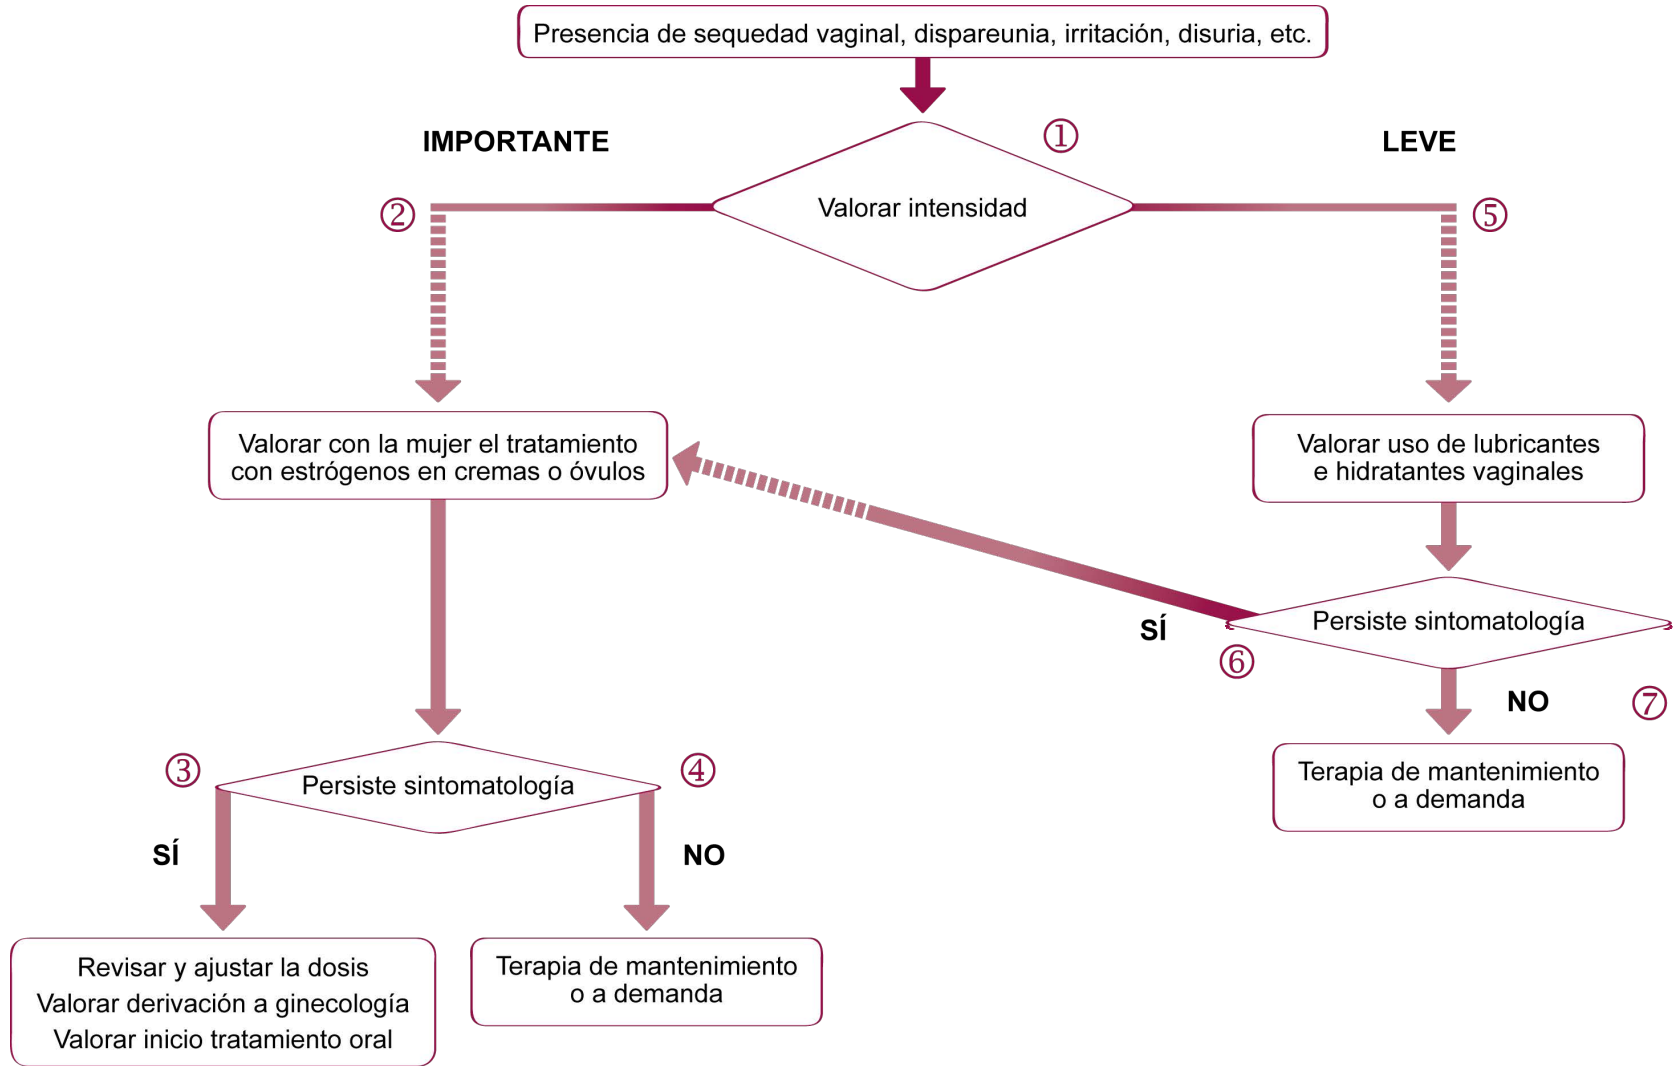 Presencia de sequedad vaginal, dispareunia, irritación, disuria, etc.
IMPORTANTE
①
LEVE
②
Valorar intensidad
⑤
Valorar con la mujer el tratamiento
con estrógenos en cremas o óvulos
Valorar uso de lubricantes
e hidratantes vaginales
SÍ
Persiste sintomatología
⑥
NO
⑦
Terapia de mantenimiento
o a demanda
③
Persiste sintomatología
④
SÍ
NO
Revisar y ajustar la dosis
Valorar derivación a ginecología
Valorar inicio tratamiento oral
Terapia de mantenimiento
o a demanda